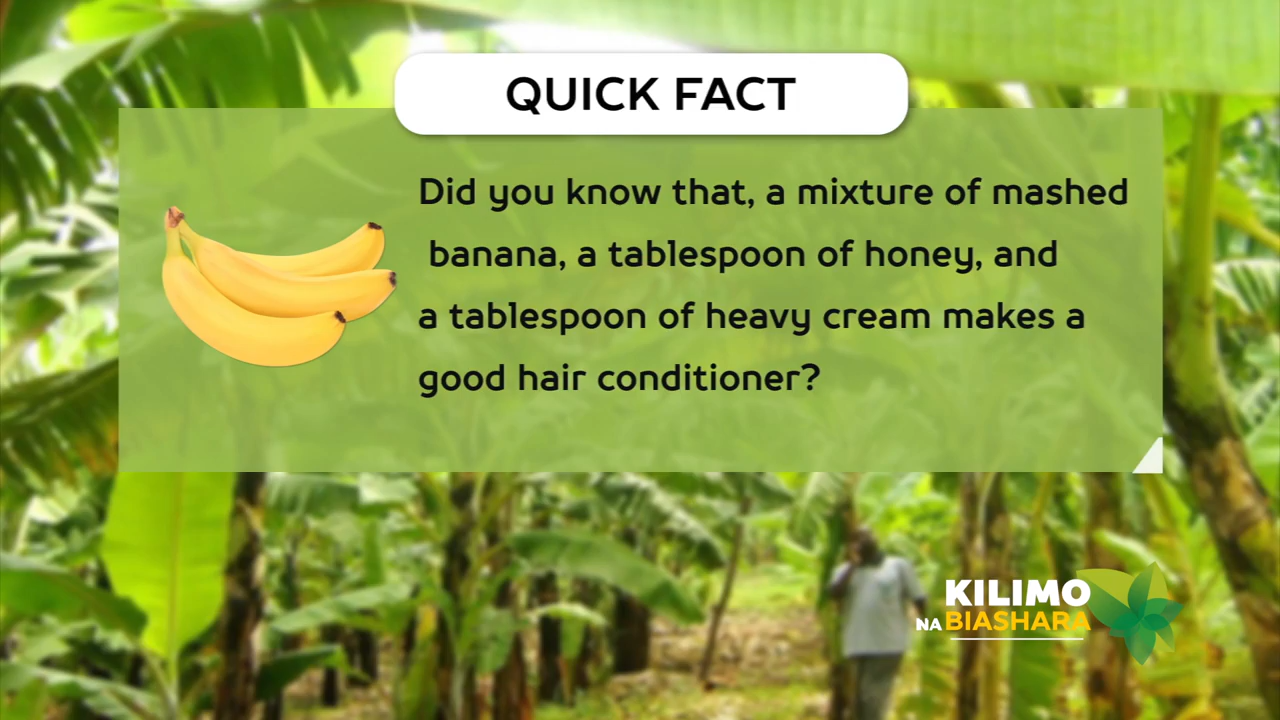 QUICK FACT
Did you know that, a mixture of mashed
banana, a tablespoon of honey, and
a tablespoon of heavy cream makes a
good hair conditioner?
KILIMO
NA BIASHARA